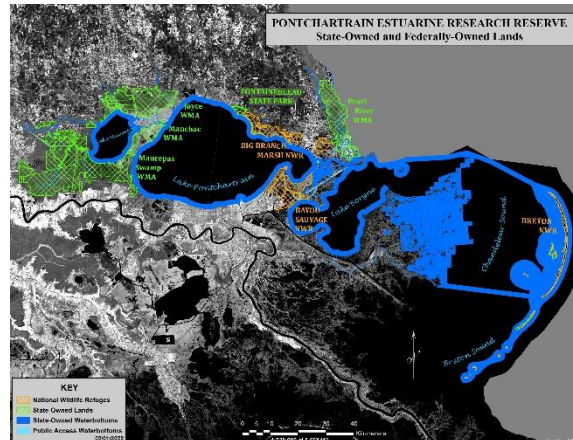 PONTCHARTRAIN ESTUARINE RESEARCH RESERVE
State-Owned and Federally-Owned Lands
Joyce
WMA
FONTAINEBLEAU
STATE PARK
Pearl
River
WMA
Manchac
WMA
BIG BRANCH
MARSH NWR
Maurepas
Swamp
WMA
Lake Pontchartrain
Lake Borgne
BAYOU
SAUVAGE
NWR
BRETON
NWR
Chandeleur Sound
Breton Sound
KEY
National Wildlife Refuges
State Owned Lands
State-Owned Waterbottoms
Public Access Waterbottoms
Kilometers